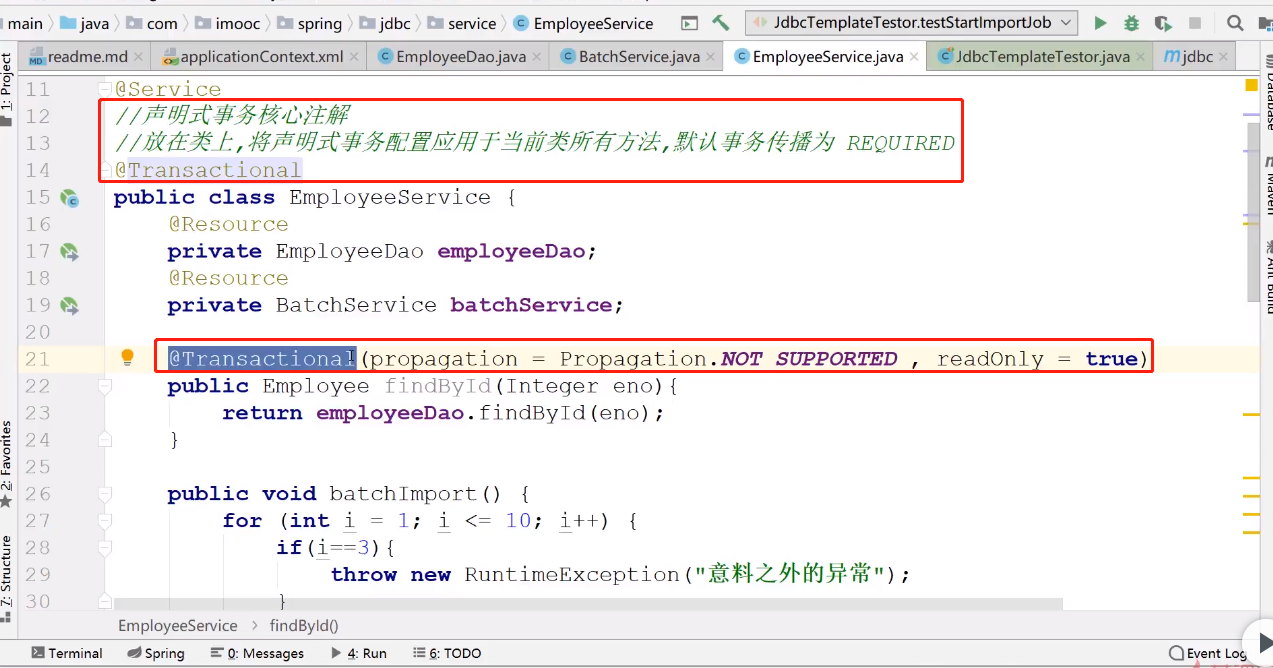 main java com imooc spring jdbc service EmployeeService JdbcTemplateTestor.testStartImportJob
readme.md applicationContext.xml EmployeeDao.java BatchService.java EmployeeService.java JdbcTemplateTestor.java jdbc
1: Project
2: Favorites
7: Structure
Database
Maven
Ant Build
11 @Service
12 //声明式事务核心注解
13 //放在类上,将声明式事务配置应用于当前类所有方法,默认事务传播为 REQUIRED
14 @Transactional
15 public class EmployeeService {
16 @Resource
17 private EmployeeDao employeeDao;
18 @Resource
19 private BatchService batchService;
20
21 @Transactional(propagation = Propagation.NOT_SUPPORTED , readOnly = true)
22 public Employee findById(Integer eno){
23 return employeeDao.findById(eno);
24 }
25
26 public void batchImport() {
27 for (int i = 1; i <= 10; i++) {
28 if(i==3){
29 throw new RuntimeException("意料之外的异常");
30 }
EmployeeService > findById()
Terminal Spring 0: Messages 4: Run 6: TODO Event Log